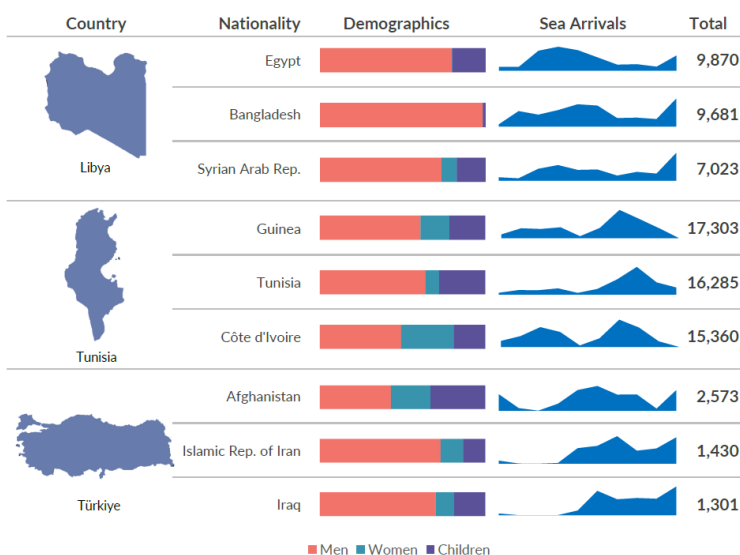 Country Nationality Demographics Sea Arrivals Total
Egypt 9,870
Bangladesh 9,681
Libya
Syrian Arab Rep. 7,023
Guinea 17,303
Tunisia 16,285
Côte d'Ivoire 15,360
Tunisia
Afghanistan 2,573
Islamic Rep. of Iran 1,430
Türkiye
Iraq 1,301
Men Women Children